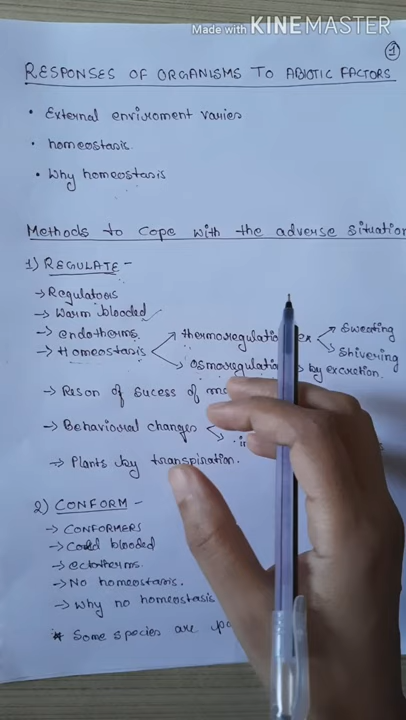 Made with KINEMASTER
1
RESPONSES OF ORGANISMS TO ABIOTIC FACTORS
• External enviroment varies
• homeostasis.
• Why homeostasis
Methods to cope with the adverse situation
1) REGULATE -
→ Regulators
→ Warm blooded
→ endotherms.
→ Homeostasis → thermoregulation ex → Sweating → Shivering
→ osmoregulation → by excretion.
→ Reson of sucess of
→ Behavioural changes
→ Plants by transpiration.
2) CONFORM -
→ CONFORMERS
→ Could blooded
→ ectotherms.
→ No homeostasis.
→ Why no homeostasis
* Some species are